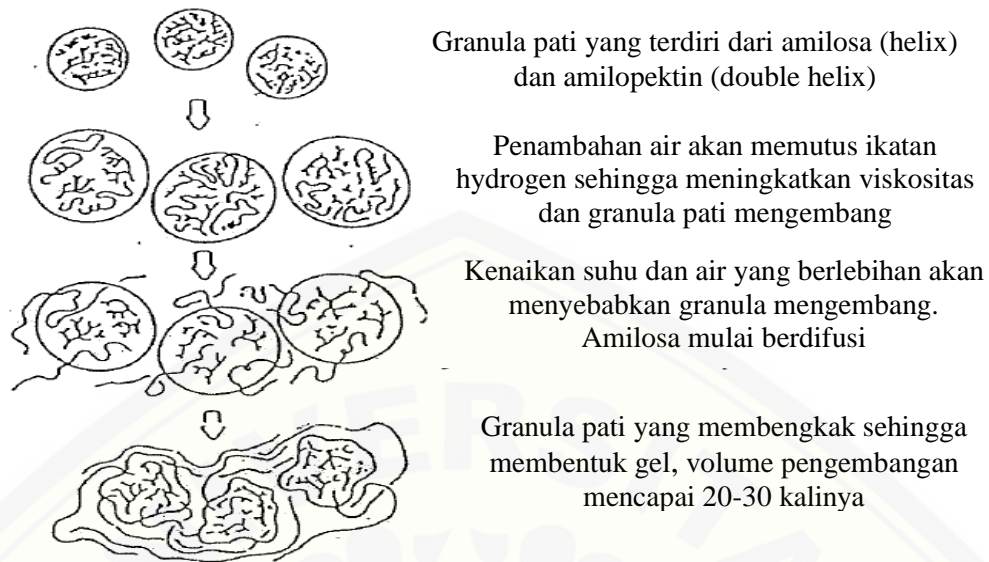 Granula pati yang terdiri dari amilosa (helix)
dan amilopektin (double helix)
Penambahan air akan memutus ikatan
hydrogen sehingga meningkatkan viskositas
dan granula pati mengembang
Kenaikan suhu dan air yang berlebihan akan
menyebabkan granula mengembang.
Amilosa mulai berdifusi
Granula pati yang membengkak sehingga
membentuk gel, volume pengembangan
mencapai 20-30 kalinya